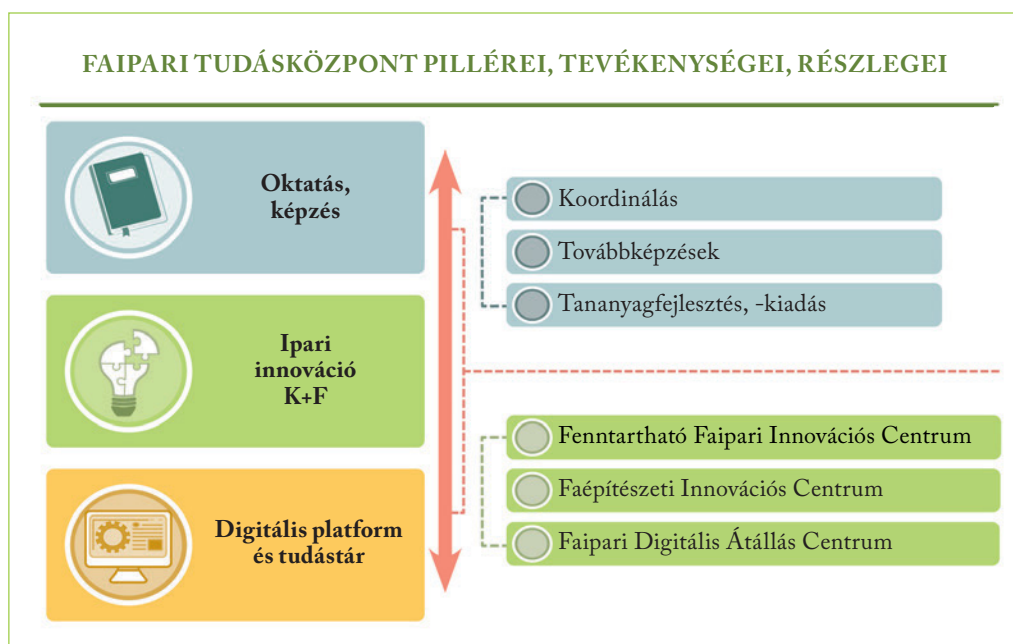 FAIPARI TUDÁSKÖZPONT PILLÉREI, TEVÉKENYSÉGEI, RÉSZLEGEI
Oktatás,
képzés
Ipari
innováció
K+F
Digitális platform
és tudástár
Koordinálás
Továbbképzések
Tananyagfejlesztés, -kiadás
Fenntartható Faipari Innovációs Centrum
Faépítészeti Innovációs Centrum
Faipari Digitális Átállás Centrum